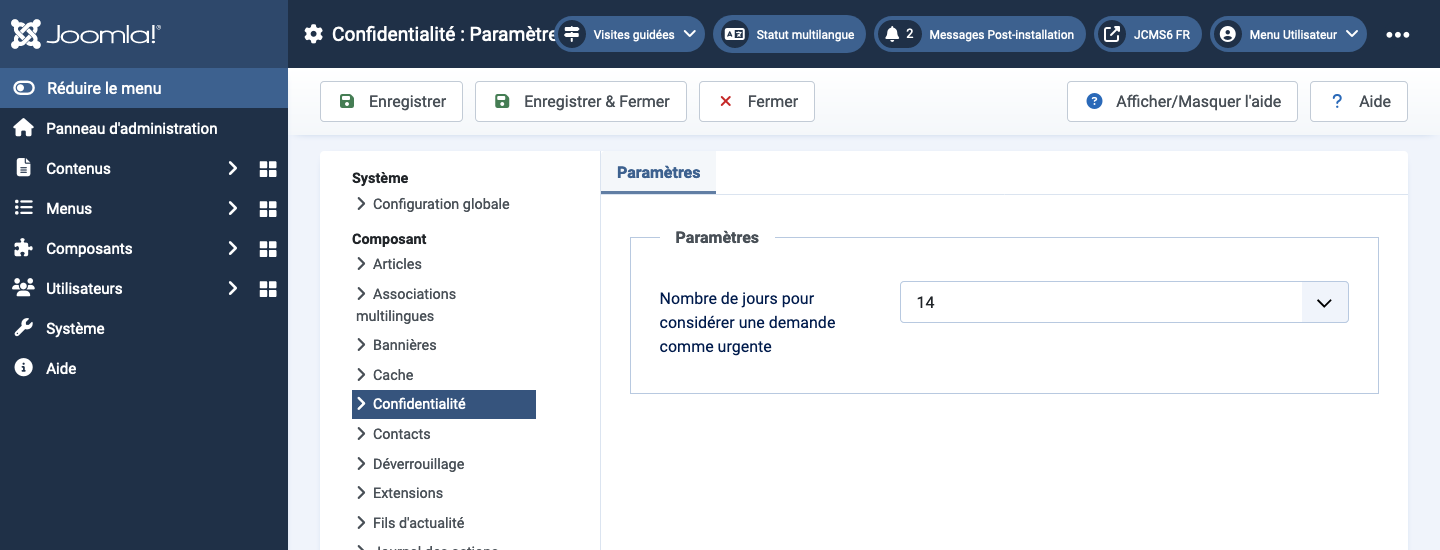 Joomla!®
Confidentialité : Paramètre
Visites guidées
Statut multilangue
2 Messages Post-installation
JCMS6 FR
Menu Utilisateur
Réduire le menu
Panneau d'administration
Contenus
Menus
Composants
Utilisateurs
Système
Aide
Enregistrer
Enregistrer & Fermer
Fermer
? Afficher/Masquer l'aide
? Aide
Système
Configuration globale
Composant
Articles
Associations
multilingues
Bannières
Cache
Confidentialité
Contacts
Déverrouillage
Extensions
Fils d'actualité
Journal des actions
Paramètres
Paramètres
Nombre de jours pour
considérer une demande
comme urgente
14